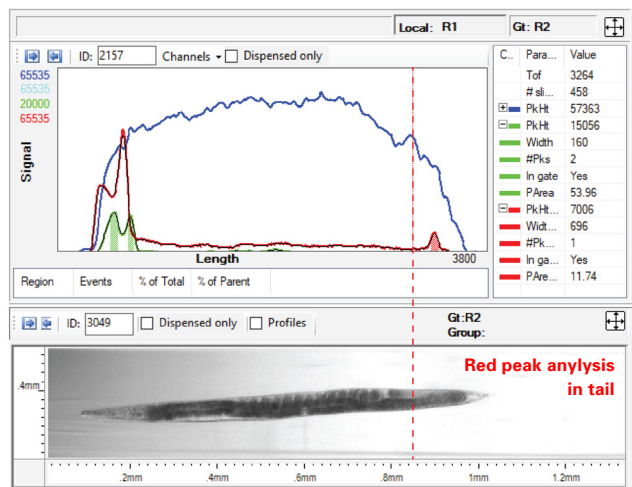 Local: R1 Gt: R2
ID: 2157 Channels Dispensed only
65535
65535
20000
65535
Signal
Length 3800
Region Events % of Total % of Parent
C.. Para... Value
Tof 3264
# sli... 458
PkHt 57363
PkHt 15056
Width 160
#Pks 2
In gate Yes
PArea 53.96
PkHt... 7006
Widt... 696
#Pk... 1
In ga... Yes
PAre... 11.74
ID: 3049 Dispensed only Profiles Gt:R2
Group:
Red peak anylysis
in tail
.4mm
.2mm .4mm .6mm .8mm 1mm 1.2mm